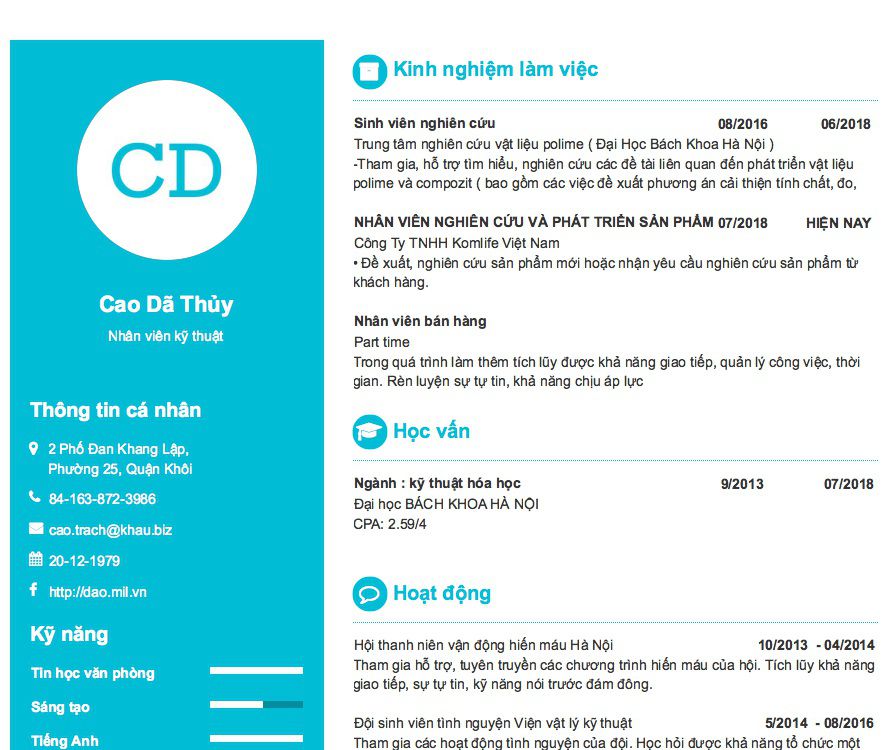 CD
Cao Dã Thủy
Nhân viên kỹ thuật
Thông tin cá nhân
2 Phố Đan Khang Lập,
Phường 25, Quận Khôi
84-163-872-3986
cao.trach@khau.biz
20-12-1979
http://dao.mil.vn
Kỹ năng
Tin học văn phòng
Sáng tạo
Tiếng Anh
Kinh nghiệm làm việc
Sinh viên nghiên cứu 08/2016 06/2018
Trung tâm nghiên cứu vật liệu polime ( Đại Học Bách Khoa Hà Nội )
-Tham gia, hỗ trợ tìm hiểu, nghiên cứu các đề tài liên quan đến phát triển vật liệu
polime và compozit ( bao gồm các việc đề xuất phương án cải thiện tính chất, đo,
NHÂN VIÊN NGHIÊN CỨU VÀ PHÁT TRIỂN SẢN PHẨM 07/2018 HIỆN NAY
Công Ty TNHH Komlife Việt Nam
• Đề xuất, nghiên cứu sản phẩm mới hoặc nhận yêu cầu nghiên cứu sản phẩm từ
khách hàng.
Nhân viên bán hàng
Part time
Trong quá trình làm thêm tích lũy được khả năng giao tiếp, quản lý công việc, thời
gian. Rèn luyện sự tự tin, khả năng chịu áp lực
Học vấn
Ngành : kỹ thuật hóa học 9/2013 07/2018
Đại học BÁCH KHOA HÀ NỘI
CPA: 2.59/4
Hoạt động
Hội thanh niên vận động hiến máu Hà Nội 10/2013 - 04/2014
Tham gia hỗ trợ, tuyên truyền các chương trình hiến máu của hội. Tích lũy khả năng
giao tiếp, sự tự tin, kỹ năng nói trước đám đông.
Đội sinh viên tình nguyện Viện vật lý kỹ thuật 5/2014 - 08/2016
Tham gia các hoạt động tình nguyện của đội. Học hỏi được khả năng tổ chức một